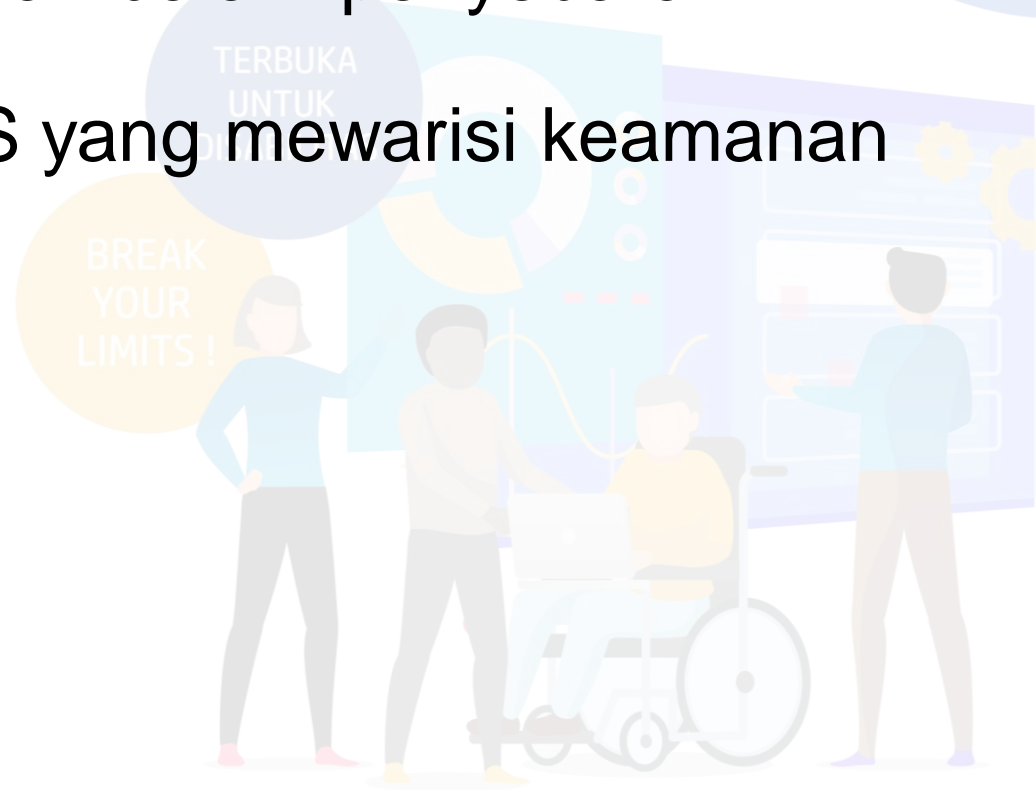 TERBUKA
UNTUK
S yang mewarisi keamanan
BREAK
YOUR
LIMITS !